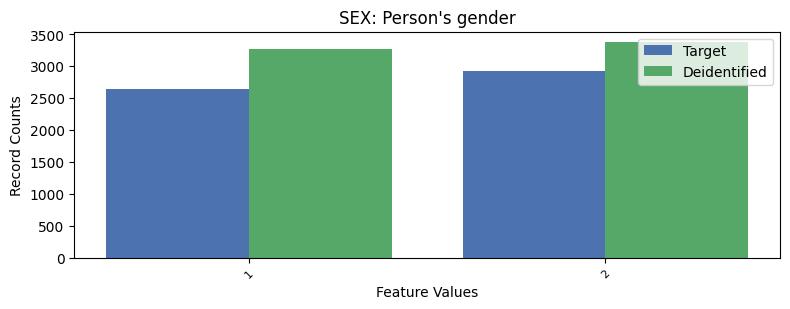 SEX: Person's gender
Target
Deidentified
Record Counts
3500
3000
2500
2000
1500
1000
500
0
1
2
Feature Values